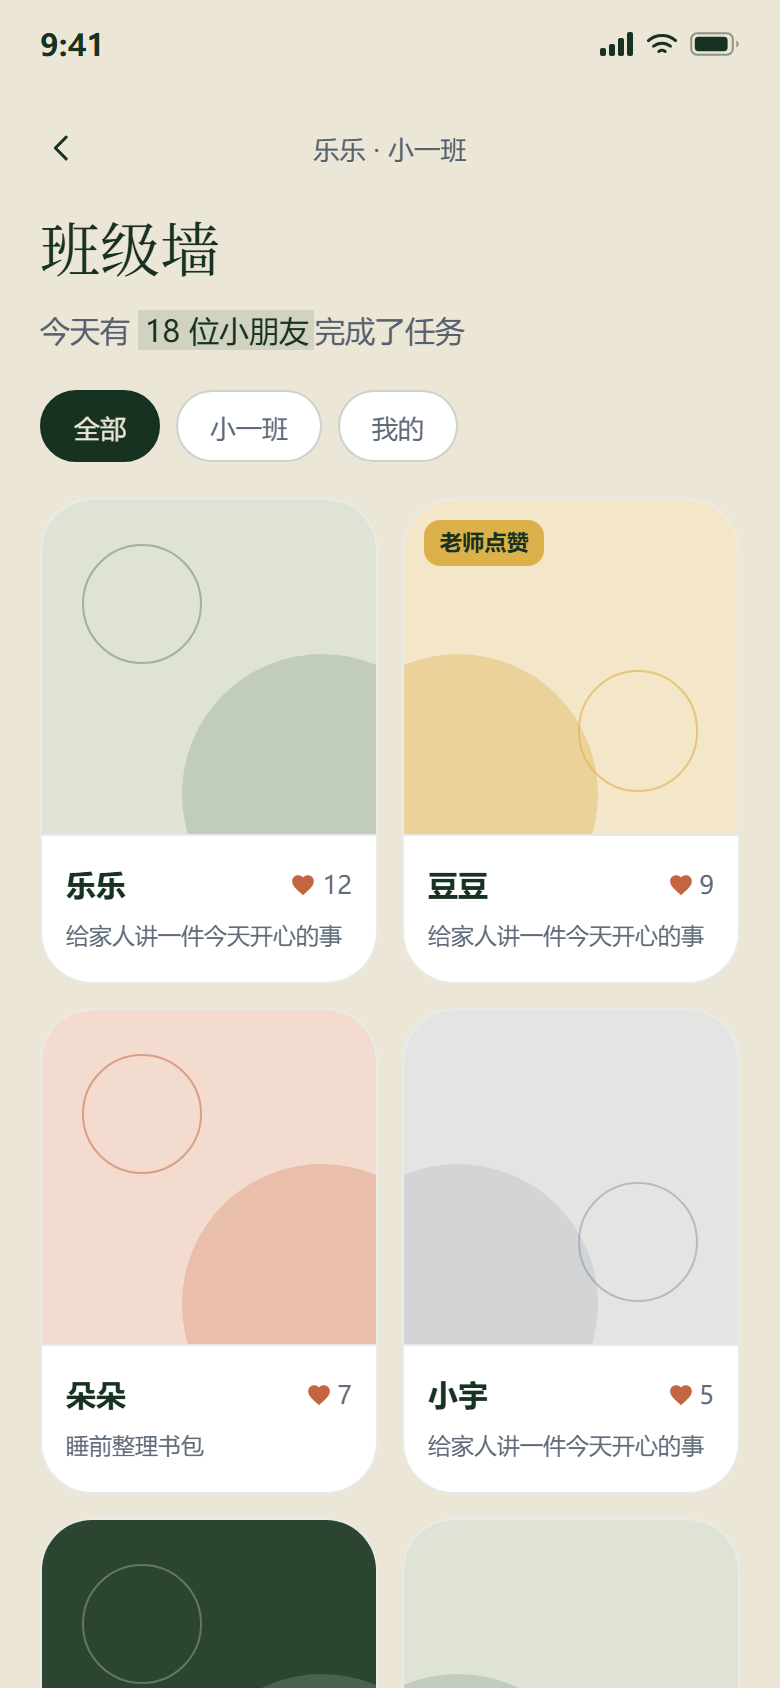 9:41
乐乐 · 小一班
班级墙
今天有 18 位小朋友完成了任务
全部
小一班
我的
老师点赞
乐乐
12
给家人讲一件今天开心的事
豆豆
9
给家人讲一件今天开心的事
朵朵
7
睡前整理书包
小宇
5
给家人讲一件今天开心的事